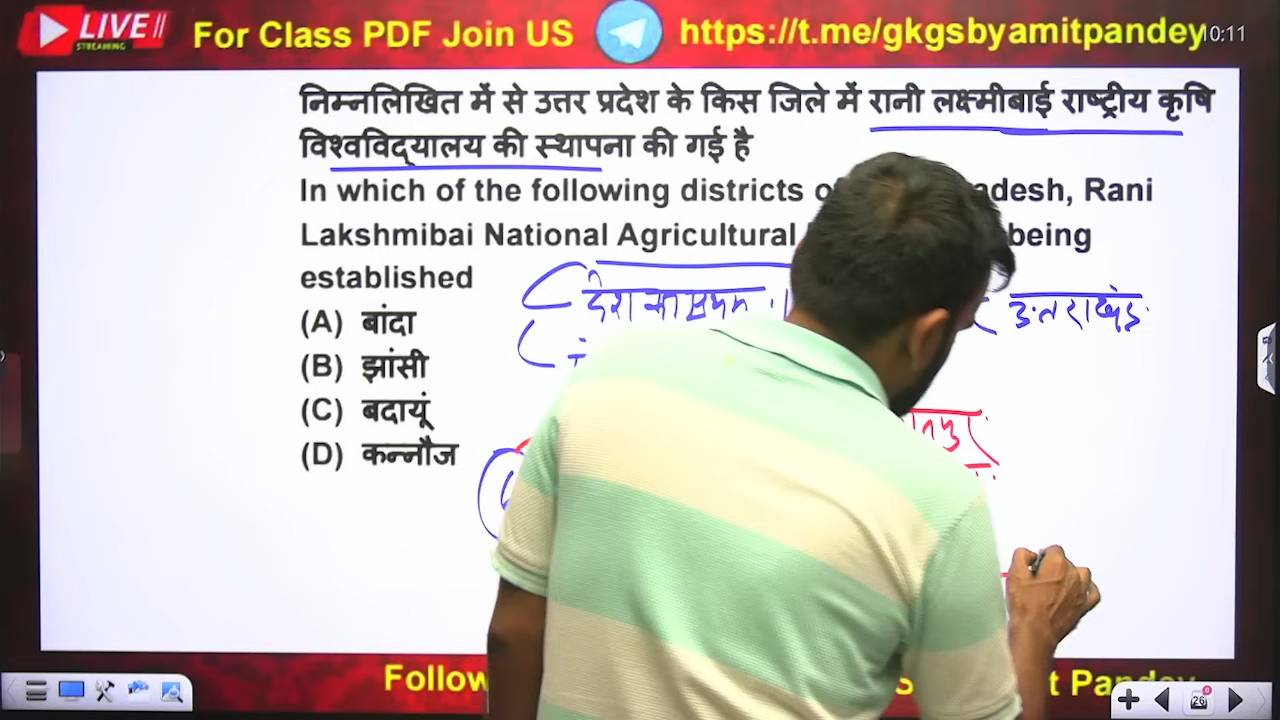 LIVE
STREAMING
For Class PDF Join US
https://t.me/gkgsbyamitpandey
10:11
निम्नलिखित में से उत्तर प्रदेश के किस जिले में रानी लक्ष्मीबाई राष्ट्रीय कृषि
विश्वविद्यालय की स्थापना की गई है
In which of the following districts adesh, Rani
Lakshmibai National Agricultural being
established
(A) बांदा
देश का प्रथम
उत्तराखंड
(B) झांसी
(C) बदायूं
(D) कन्नौज
Follow
Pandey
26